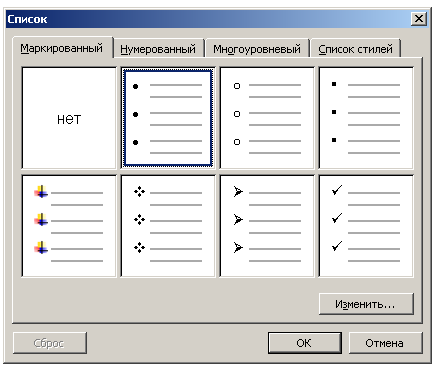 Список
Маркированный Нумерованный Многоуровневый Список стилей
нет
Изменить...
Сброс OK Отмена